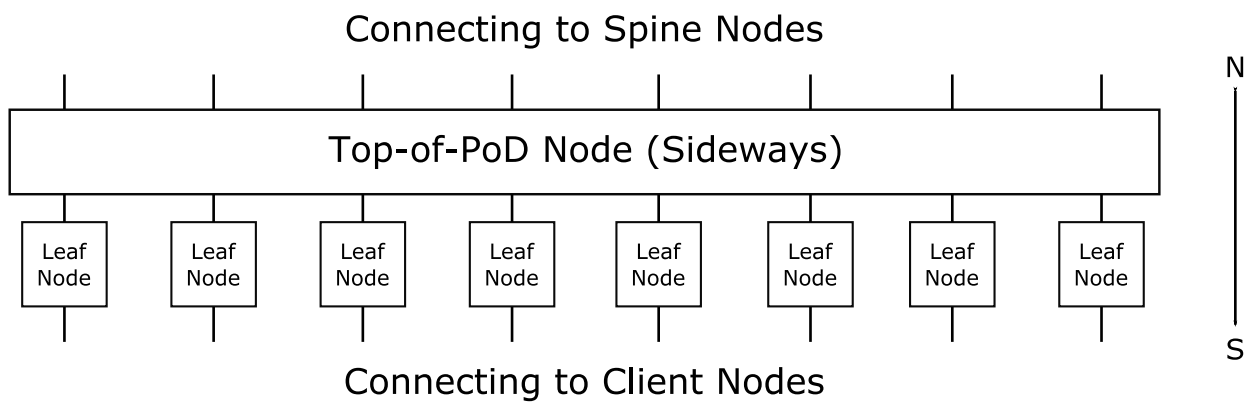 Connecting to Spine Nodes
N
Top-of-PoD Node (Sideways)
Leaf Node
Leaf Node
Leaf Node
Leaf Node
Leaf Node
Leaf Node
Leaf Node
Leaf Node
S
Connecting to Client Nodes